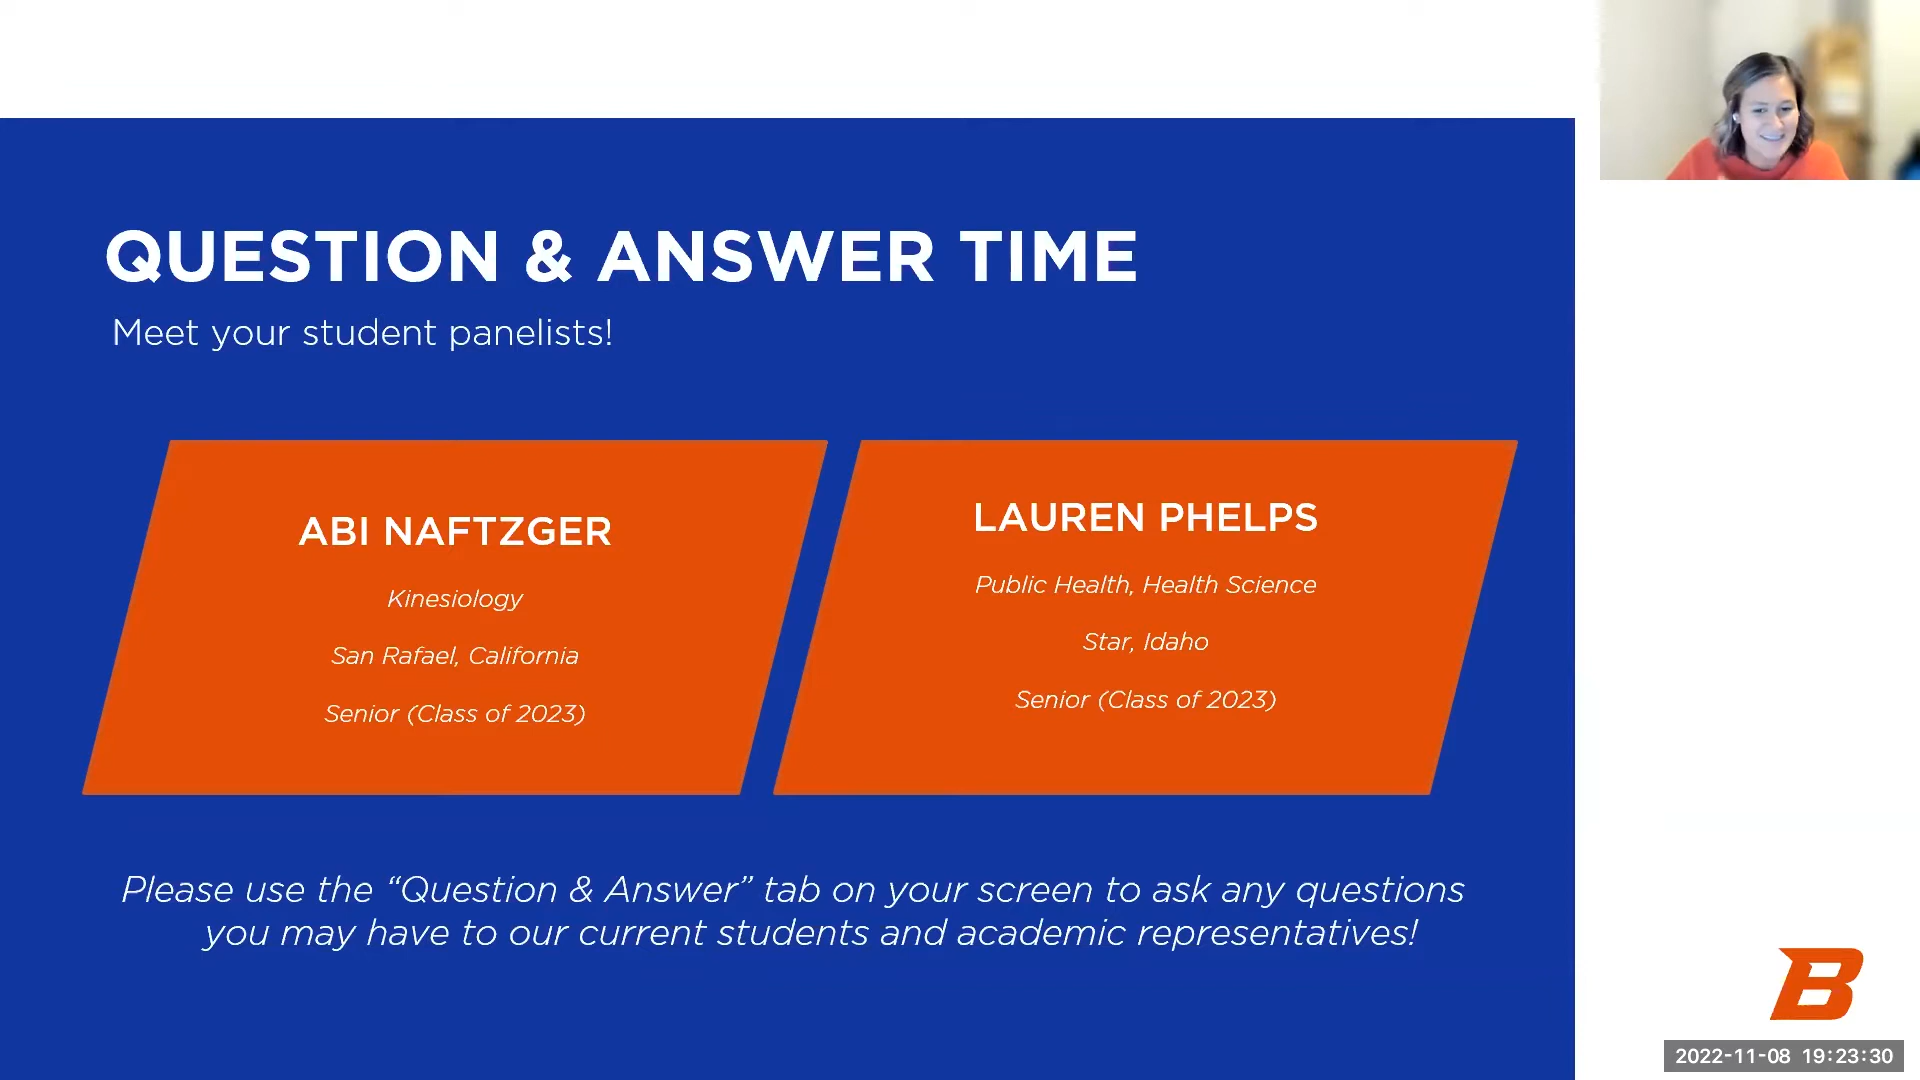 QUESTION & ANSWER TIME
Meet your student panelists!
ABI NAFTZGER
Kinesiology
San Rafael, California
Senior (Class of 2023)
LAUREN PHELPS
Public Health, Health Science
Star, Idaho
Senior (Class of 2023)
Please use the “Question & Answer” tab on your screen to ask any questions
you may have to our current students and academic representatives!
B
2022-11-08 19:23:30